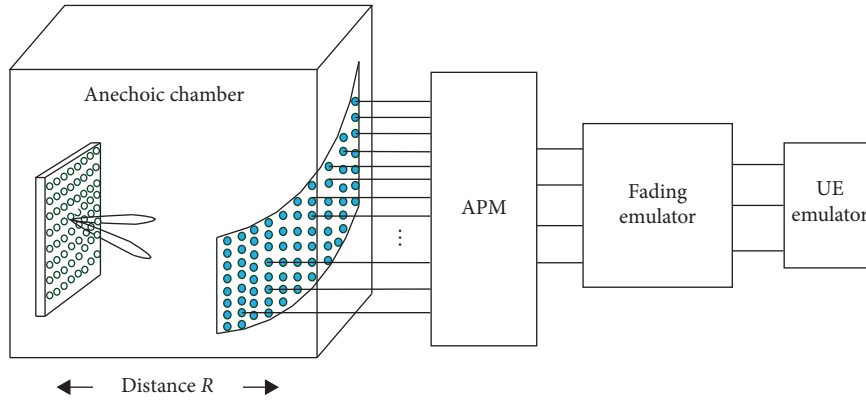 Anechoic chamber
APM
Fading
emulator
UE
emulator
⋮
Distance R